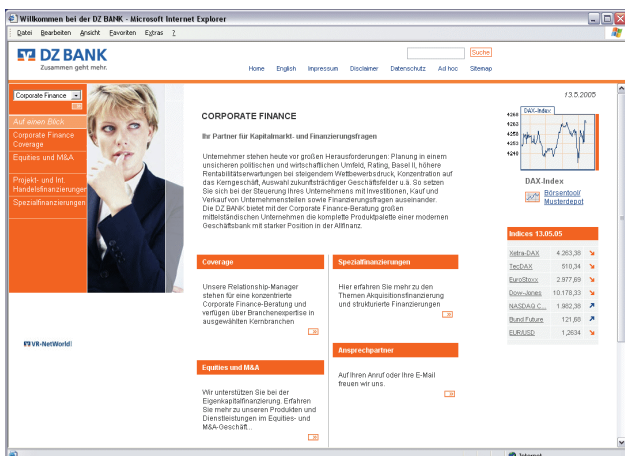 Willkommen bei der DZ BANK - Microsoft Internet Explorer
Datei Bearbeiten Ansicht Favoriten Extras ?
DZ BANK
Zusammen geht mehr.
Suche
Home English Impressum Disclaimer Datenschutz Ad hoc Sitemap
Corporate Finance
13.5.2005
Auf einen Blick
Corporate Finance
Coverage
Equities und M&A
Projekt- und Int.
Handelsfinanzierungen
Spezialfinanzierungen
CORPORATE FINANCE
Ihr Partner für Kapitalmarkt- und Finanzierungsfragen
Unternehmer stehen heute vor großen Herausforderungen: Planung in einem
unsicheren politischen und wirtschaftlichen Umfeld, Rating, Basel II, höhere
Rentabilitätserwartungen bei steigendem Wettbewerbsdruck, Konzentration auf
das Kerngeschäft, Auswahl zukunftsträchtiger Geschäftsfelder u.ä. So setzen
Sie sich bei der Steuerung Ihres Unternehmens mit Investitionen, Kauf und
Verkauf von Unternehmensteilen sowie Finanzierungsfragen auseinander.
Die DZ BANK bietet mit der Corporate Finance-Beratung großen
mittelständischen Unternehmen die komplette Produktpalette einer modernen
Geschäftsbank mit starker Position in der Allfinanz.
DAX-Index
4268
4263
4258
4253
4248
DAX-Index
Börsentool/
Musterdepot
Indices 13.05.05
Xetra-DAX 4.263,38
TecDAX 510,34
EuroStoxx 2.977,69
Dow-Jones 10.178,33
NASDAQ C... 1.982,38
Bund Future 121,68
EUR/USD 1,2634
Coverage
Unsere Relationship-Manager
stehen für eine konzentrierte
Corporate Finance-Beratung und
verfügen über Branchenexpertise in
ausgewählten Kernbranchen
Spezialfinanzierungen
Hier erfahren Sie mehr zu den
Themen Akquisitionsfinanzierung
und strukturierte Finanzierungen
VR-NetWorld
Equities und M&A
Wir unterstützen Sie bei der
Eigenkapitalfinanzierung. Erfahren
Sie mehr zu unseren Produkten und
Dienstleistungen im Equities- und
M&A-Geschäft...
Ansprechpartner
Auf Ihren Anruf oder Ihre E-Mail
freuen wir uns.
Internet